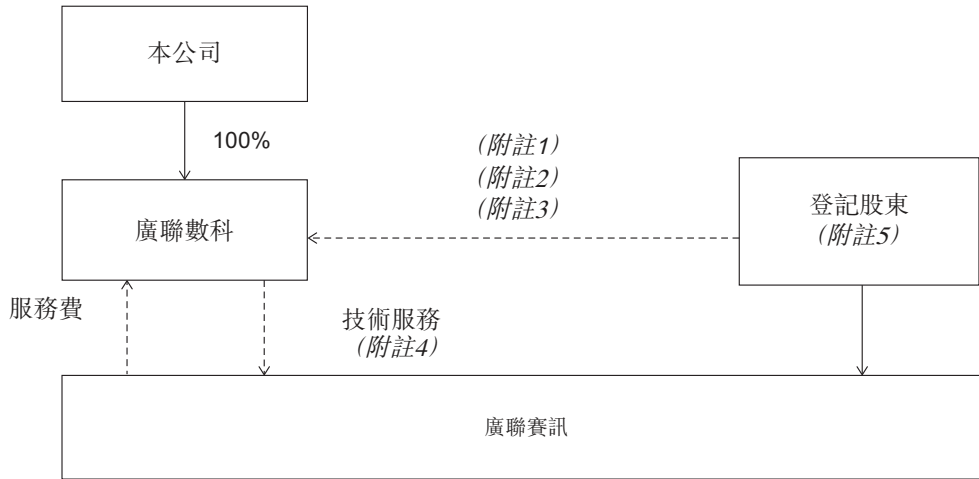 本公司
100%
(附註1)
(附註2)
(附註3)
登記股東
(附註5)
廣聯數科
服務費
技術服務
(附註4)
廣聯賽訊